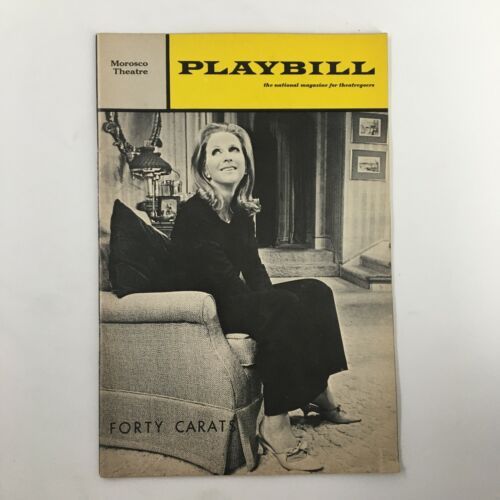 Morosco
Theatre
PLAYBILL
the national magazine for theatregoers
FORTY CARATS